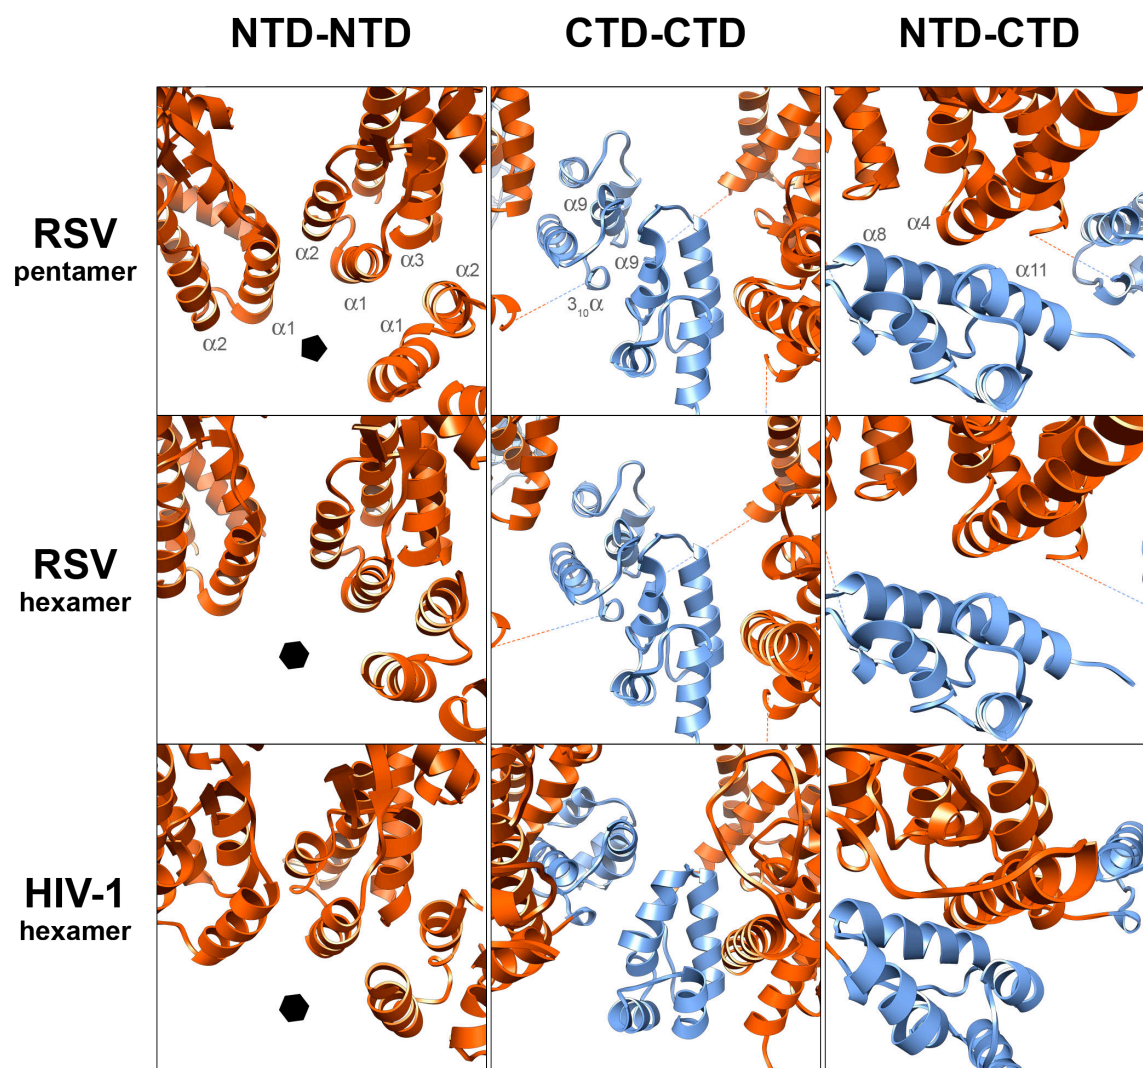 NTD-NTD CTD-CTD NTD-CTD
RSV
pentamer
α2 α1 α2 α1 α3 α2 α1
α9 α9 3₁₀α
α8 α4 α11
RSV
hexamer
HIV-1
hexamer